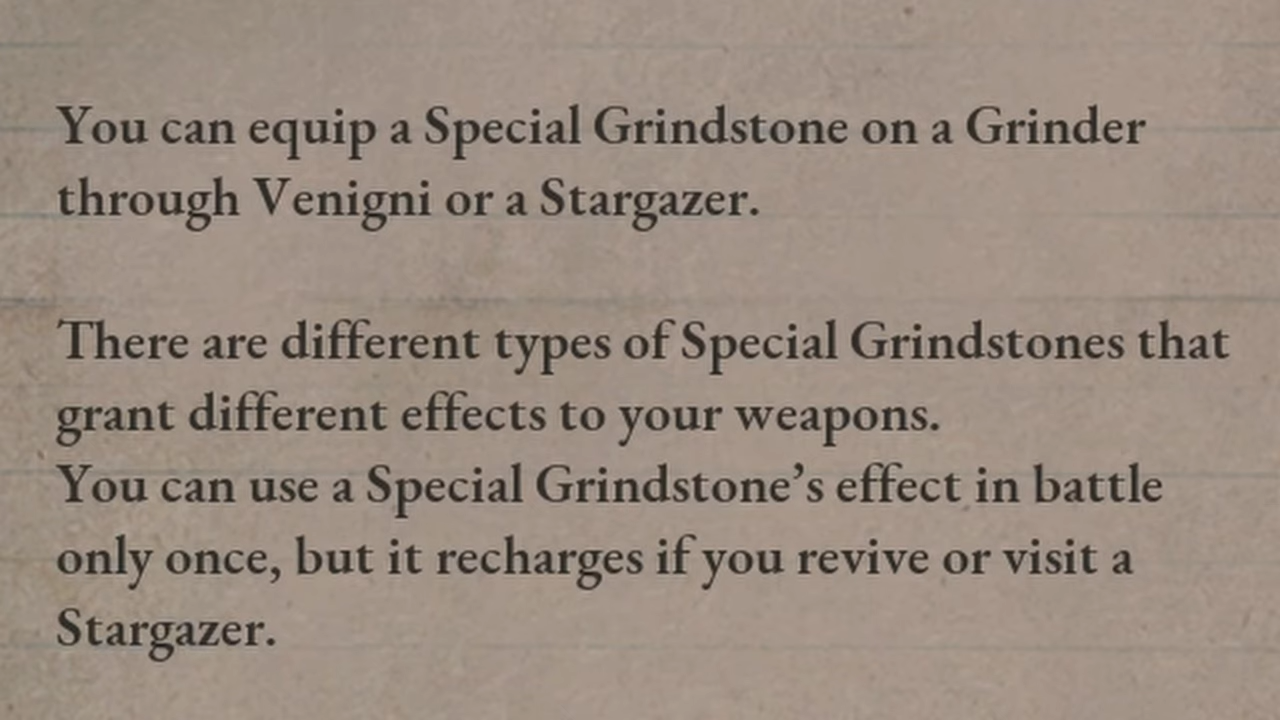 You can equip a Special Grindstone on a Grinder
through Venigni or a Stargazer.
There are different types of Special Grindstones that
grant different effects to your weapons.
You can use a Special Grindstone’s effect in battle
only once, but it recharges if you revive or visit a
Stargazer.